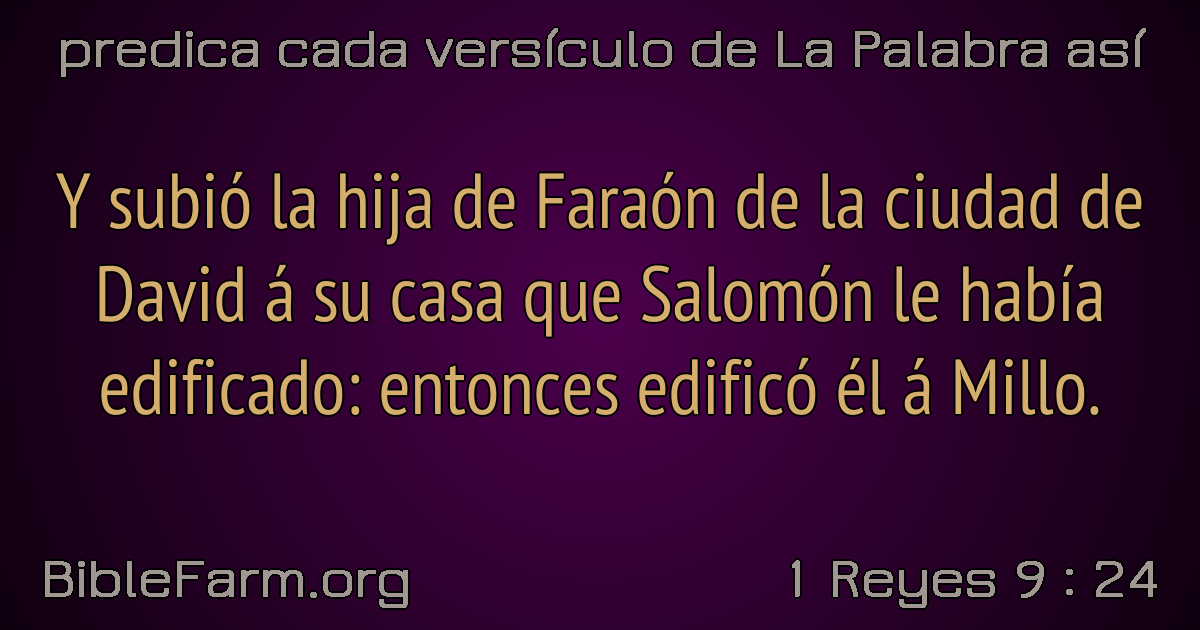 predica cada versículo de La Palabra así
Y subió la hija de Faraón de la ciudad de
David á su casa que Salomón le había
edificado: entonces edificó él á Millo.
BibleFarm.org
1 Reyes 9 : 24